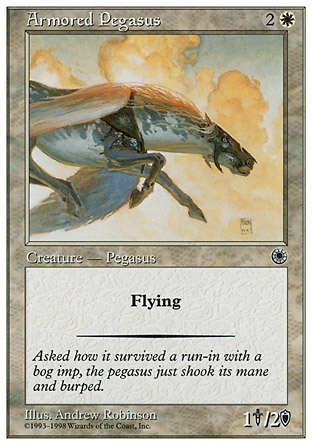 Armored Pegasus 2
Creature — Pegasus
Flying
Asked how it survived a run-in with a
bog imp, the pegasus just shook its mane
and burped.
Illus. Andrew Robinson
©1993-1998 Wizards of the Coast, Inc.
1/2